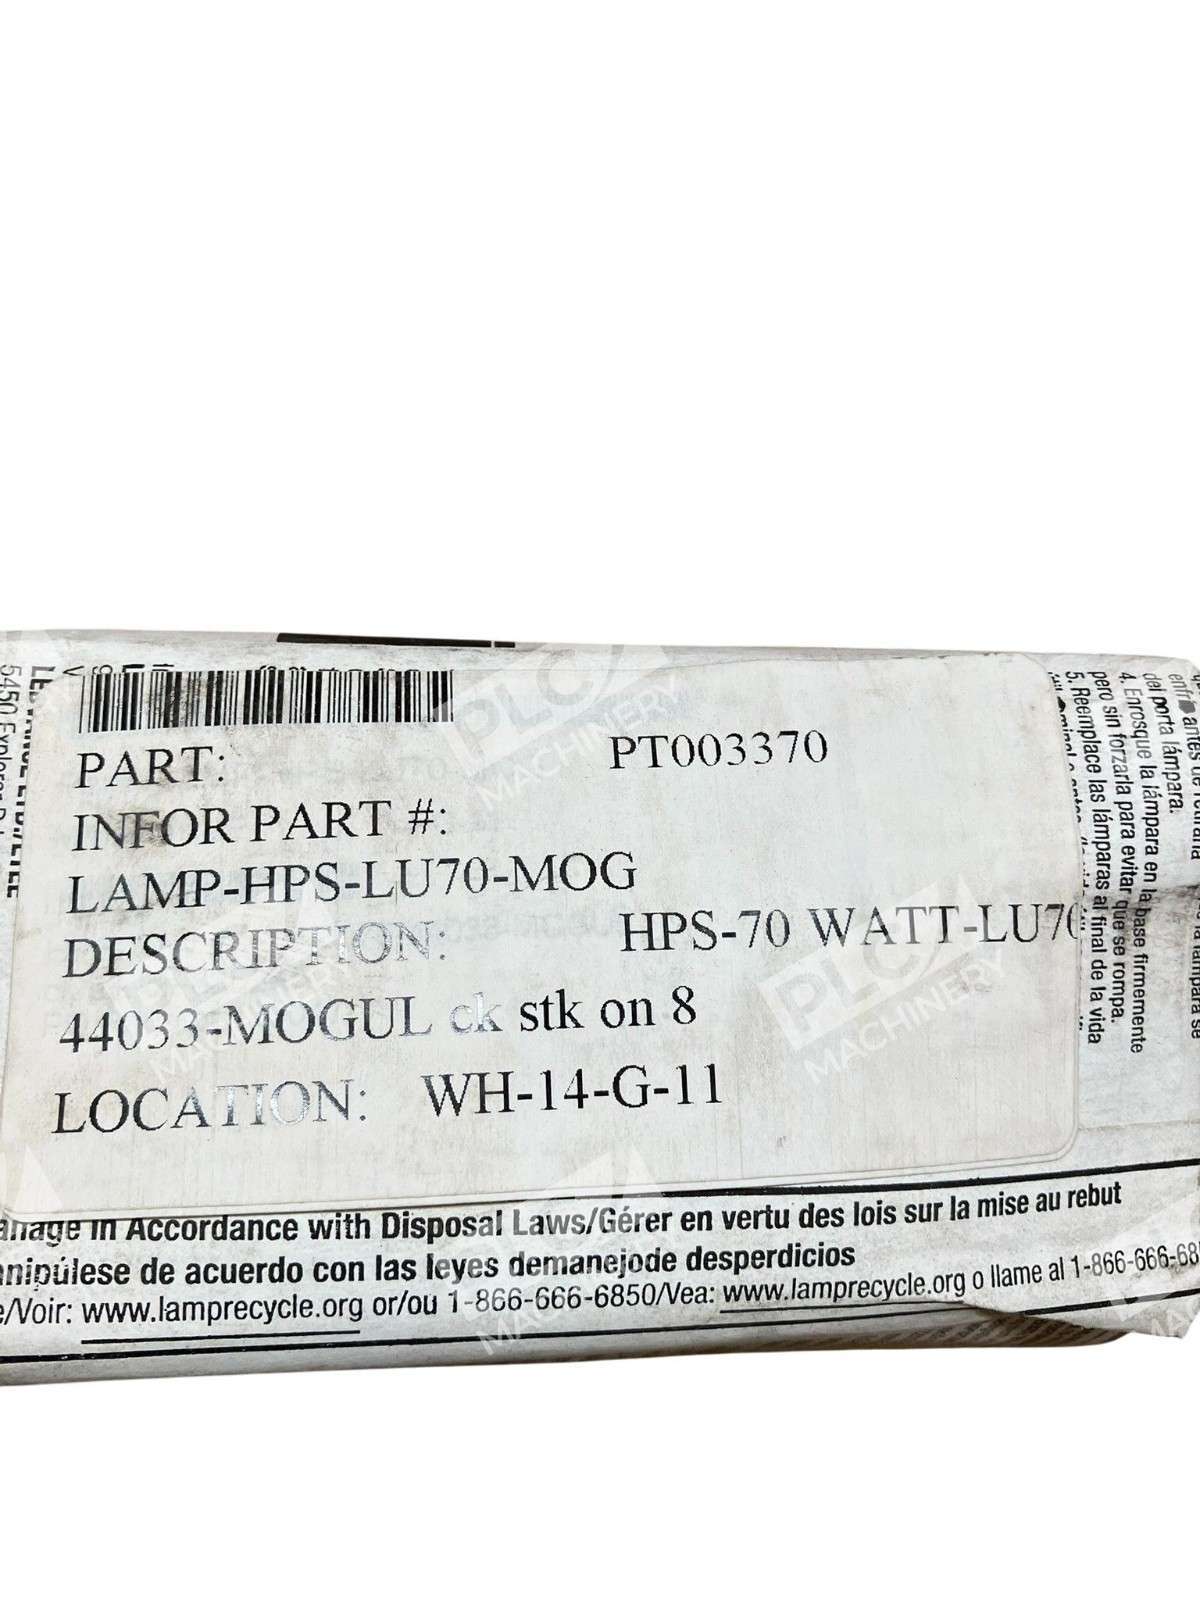 PART: PT003370
INFOR PART #:
LAMP-HPS-LU70-MOG
DESCRIPTION: HPS-70 WATT-LU70
44033-MOGUL ck stk on 8
LOCATION: WH-14-G-11
in Accordance with Disposal Laws/Gérer en vertu des lois sur la mise au rebut
de acuerdo con las leyes demanejode desperdicios
/Voir: www.lamprecycle.org or/ou 1-866-666-6850/Vea: www.lamprecycle.org o llame al 1-866-666-68
del porta lámpara.
4. Enrosque la lámpara en la base firmemente
pero sin forzarla para evitar que se rompa.
5. Reemplace las lámparas al final de la vida
PLC MACHINERY
PLC MACHINERY